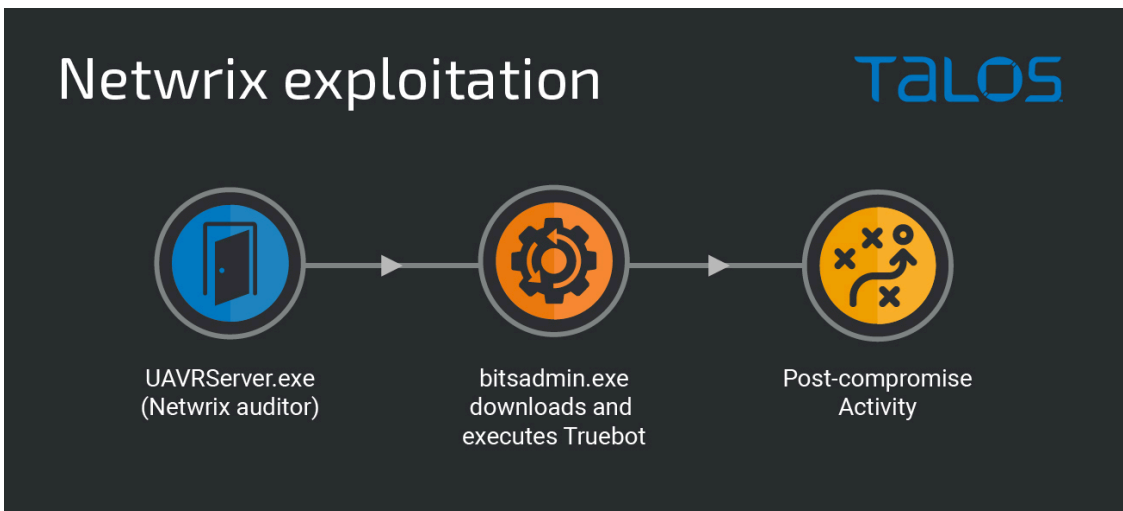 Netwrix exploitation
TALOS
UAVRServer.exe
(Netwrix auditor)
bitsadmin.exe
downloads and
executes Truebot
Post-compromise
Activity